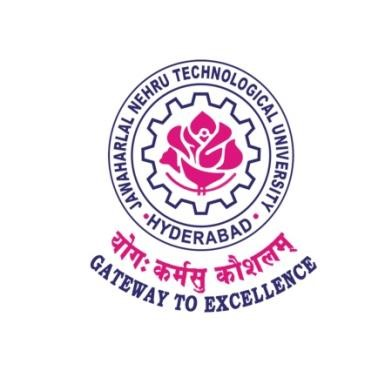 JAWAHARLAL NEHRU TECHNOLOGICAL UNIVERSITY
• HYDERABAD •
योगः कर्मसु कौशलम्
GATEWAY TO EXCELLENCE